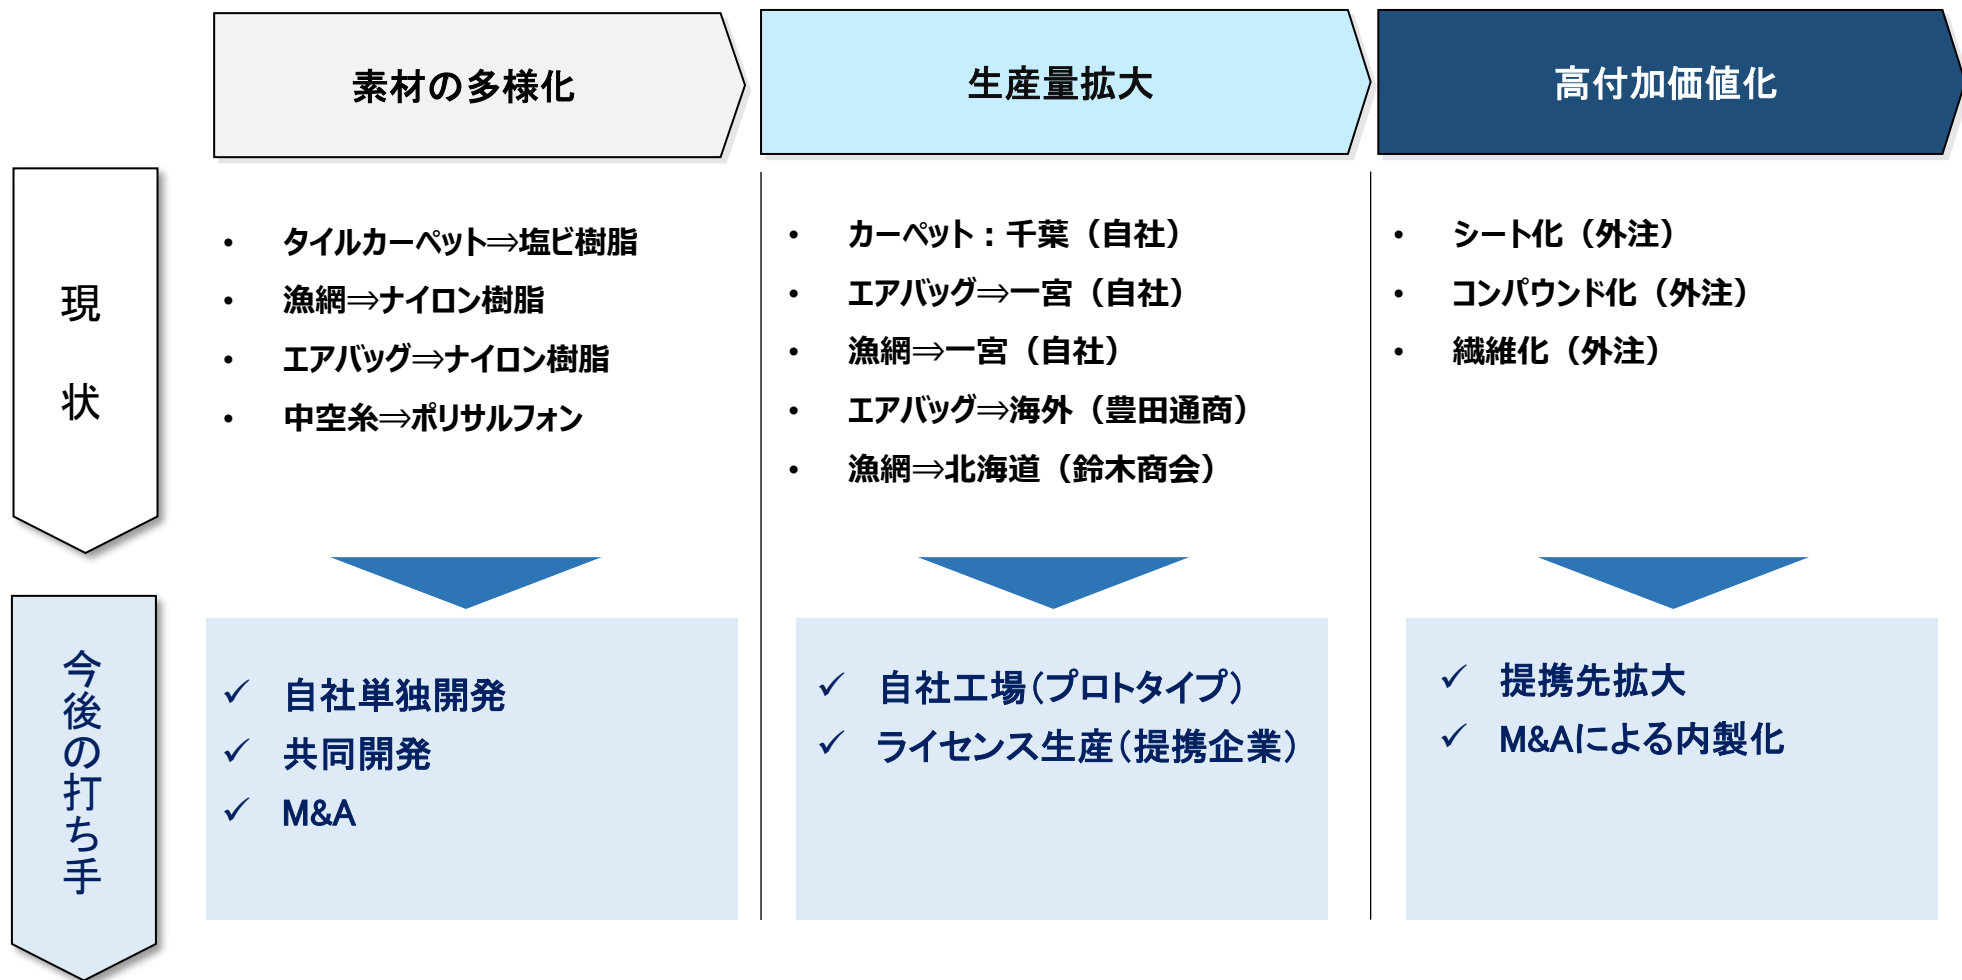 素材の多様化
生産量拡大
高付加価値化
現状
• タイルカーペット⇒塩ビ樹脂
• 漁網⇒ナイロン樹脂
• エアバッグ⇒ナイロン樹脂
• 中空糸⇒ポリサルフォン
• カーペット：千葉（自社）
• エアバッグ⇒一宮（自社）
• 漁網⇒一宮（自社）
• エアバッグ⇒海外（豊田通商）
• 漁網⇒北海道（鈴木商会）
• シート化（外注）
• コンパウンド化（外注）
• 繊維化（外注）
今後の打ち手
✓ 自社単独開発
✓ 共同開発
✓ M&A
✓ 自社工場（プロトタイプ）
✓ ライセンス生産（提携企業）
✓ 提携先拡大
✓ M&Aによる内製化